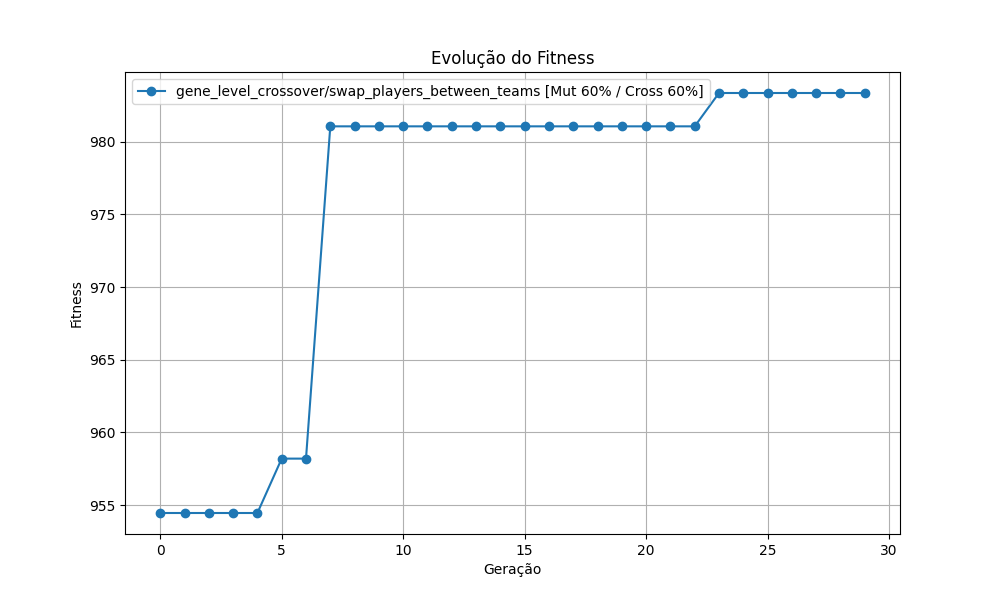 Evolução do Fitness
gene_level_crossover/swap_players_between_teams [Mut 60% / Cross 60%]
Fitness
980
975
970
965
960
955
0 5 10 15 20 25 30
Geração